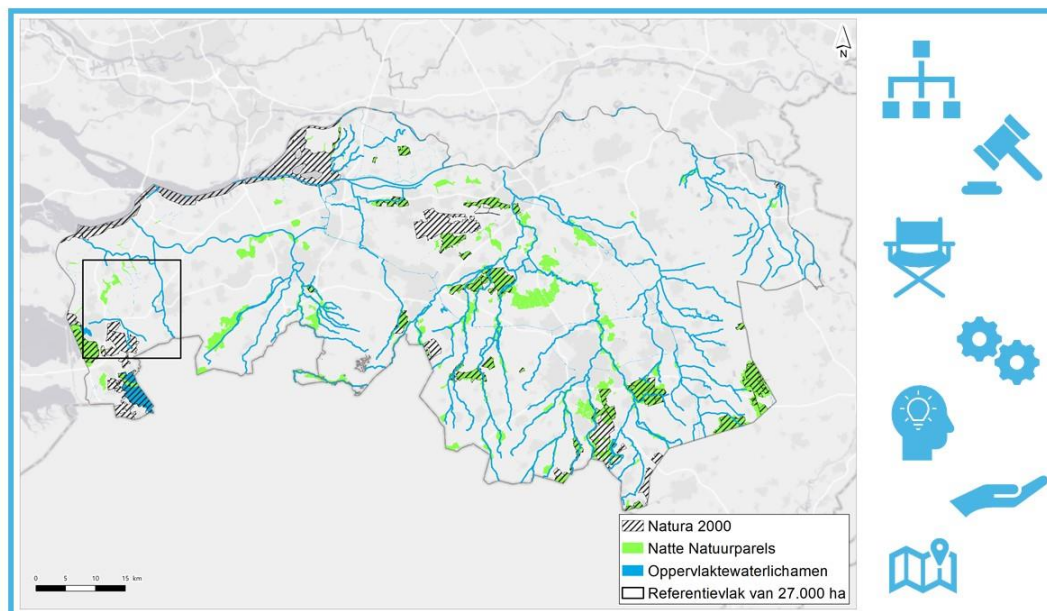 N
Natura 2000
Natte Natuurparels
Oppervlaktewaterlichamen
Referentievlak van 27.000 ha
0 5 10 15 km